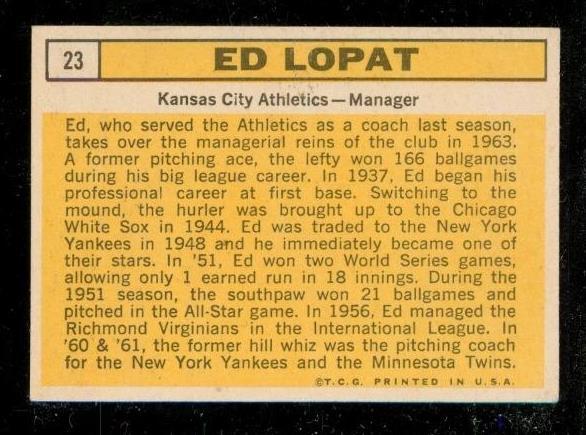 23
ED LOPAT
Kansas City Athletics—Manager
Ed, who served the Athletics as a coach last season,
takes over the managerial reins of the club in 1963.
A former pitching ace, the lefty won 166 ballgames
during his big league career. In 1937, Ed began his
professional career at first base. Switching to the
mound, the hurler was brought up to the Chicago
White Sox in 1944. Ed was traded to the New York
Yankees in 1948 and he immediately became one of
their stars. In '51, Ed won two World Series games,
allowing only 1 earned run in 18 innings. During the
1951 season, the southpaw won 21 ballgames and
pitched in the All-Star game. In 1956, Ed managed the
Richmond Virginians in the International League. In
'60 & '61, the former hill whiz was the pitching coach
for the New York Yankees and the Minnesota Twins.
©T.C.G. PRINTED IN U.S.A.